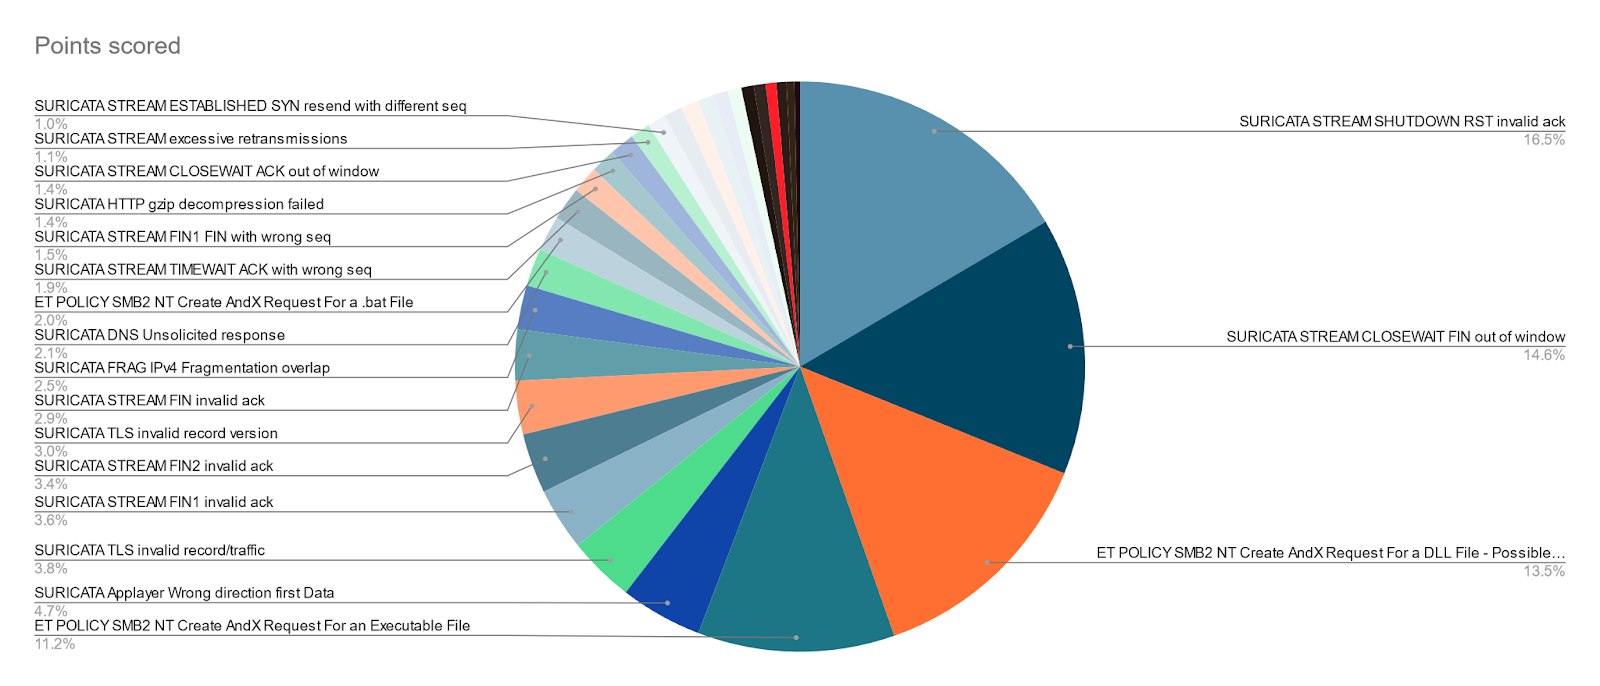 Points scored
SURICATA STREAM ESTABLISHED SYN resend with different seq
1.0%
SURICATA STREAM excessive retransmissions
1.1%
SURICATA STREAM CLOSEWAIT ACK out of window
1.4%
SURICATA HTTP gzip decompression failed
1.4%
SURICATA STREAM FIN1 FIN with wrong seq
1.5%
SURICATA STREAM TIMEWAIT ACK with wrong seq
1.9%
ET POLICY SMB2 NT Create AndX Request For a .bat File
2.0%
SURICATA DNS Unsolicited response
2.1%
SURICATA FRAG IPv4 Fragmentation overlap
2.5%
SURICATA STREAM FIN invalid ack
2.9%
SURICATA TLS invalid record version
3.0%
SURICATA STREAM FIN2 invalid ack
3.4%
SURICATA STREAM FIN1 invalid ack
3.6%
SURICATA TLS invalid record/traffic
3.8%
SURICATA Applayer Wrong direction first Data
4.7%
ET POLICY SMB2 NT Create AndX Request For an Executable File
11.2%
SURICATA STREAM SHUTDOWN RST invalid ack
16.5%
SURICATA STREAM CLOSEWAIT FIN out of window
14.6%
ET POLICY SMB2 NT Create AndX Request For a DLL File - Possible…
13.5%